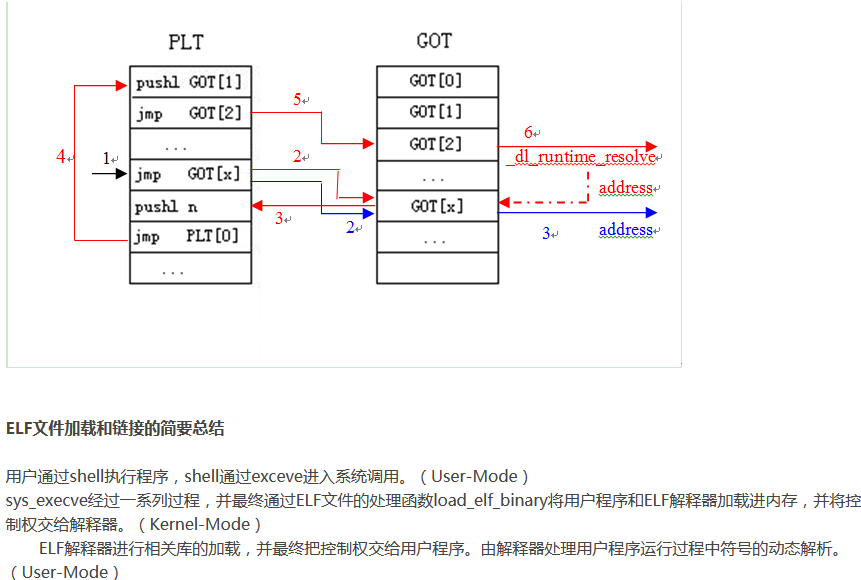 PLT
GOT
pushl GOT[1]
jmp GOT[2]
...
jmp GOT[x]
pushl n
jmp PLT[0]
...
GOT[0]
GOT[1]
GOT[2]
...
GOT[x]
...
1
2
3
4
5
6
_dl_runtime_resolve
address
2
3
address
ELF文件加载和链接的简要总结
用户通过shell执行程序，shell通过exceve进入系统调用。（User-Mode）
sys_execve经过一系列过程，并最终通过ELF文件的处理函数load_elf_binary将用户程序和ELF解释器加载进内存，并将控
制权交给解释器。（Kernel-Mode）
ELF解释器进行相关库的加载，并最终把控制权交给用户程序。由解释器处理用户程序运行过程中符号的动态解析。
（User-Mode）